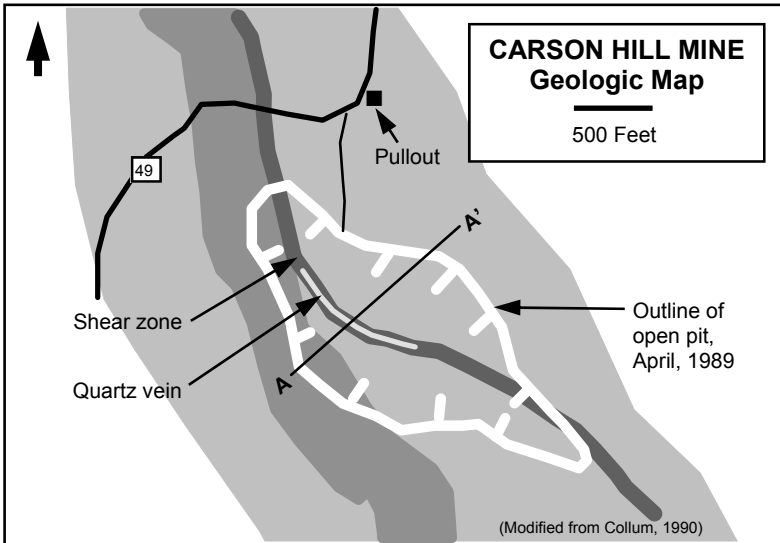 CARSON HILL MINE
Geologic Map
500 Feet
Pullout
49
A'
Shear zone
Outline of
open pit,
April, 1989
Quartz vein
A
(Modified from Collum, 1990)